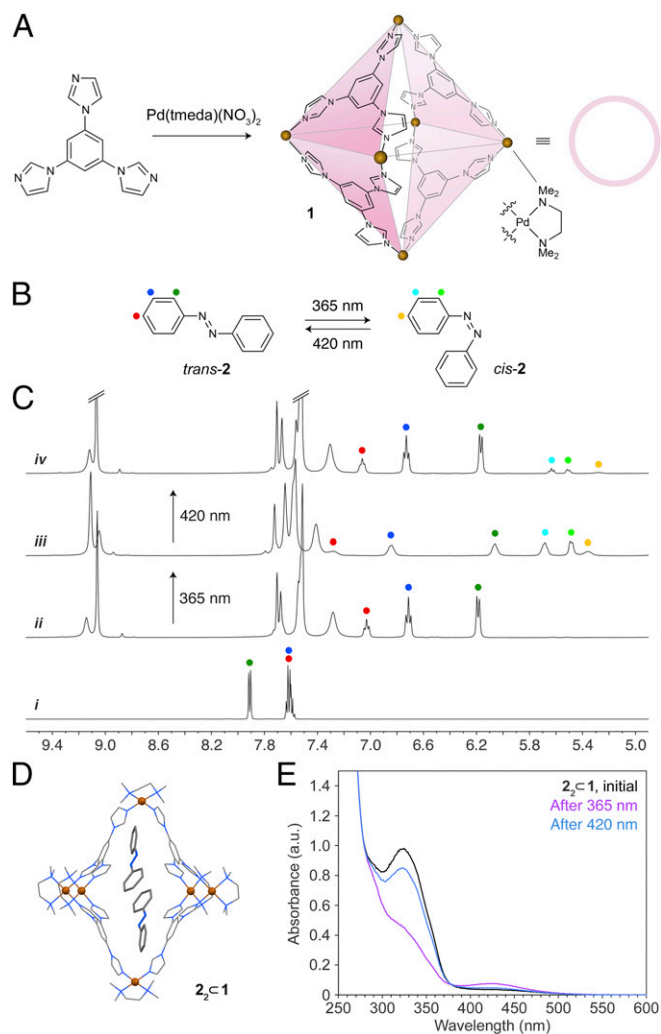 A
Pd(tmeda)(NO3)2
N
N
N
N
N
N
1
≡
Me2
N
Pd
N
Me2
B
365 nm
420 nm
N
N
trans-2
N
N
cis-2
C
iv
420 nm
iii
365 nm
ii
i
9.4 9.0 8.6 8.2 7.8 7.4 7.0 6.6 6.2 5.8 5.4 4.9
D
2₂⊂1
E
2₂⊂1, initial
After 365 nm
After 420 nm
Absorbance (a.u.)
1.4
1.2
1.0
0.8
0.6
0.4
0.2
0
250 300 350 400 450 500 550 600
Wavelength (nm)